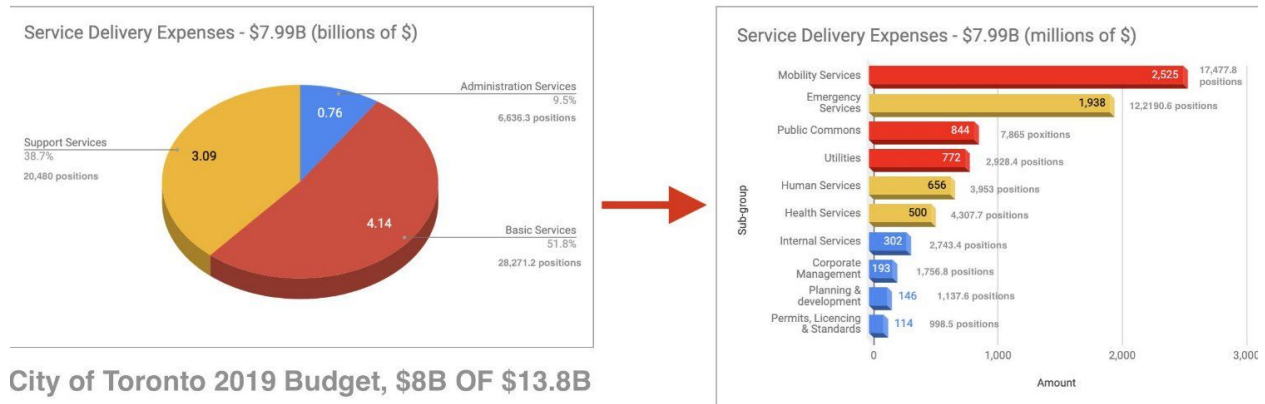 Service Delivery Expenses - $7.99B (billions of $)
Administration Services
9.5%
6,636.3 positions
0.76
Support Services
38.7%
20,480 positions
3.09
4.14
Basic Services
51.8%
28,271.2 positions
City of Toronto 2019 Budget, $8B OF $13.8B
Service Delivery Expenses - $7.99B (millions of $)
Sub-group
Mobility Services 2,525 17,477.8
positions
Emergency
Services 1,938 12,2190.6 positions
Public Commons 844 7,865 poxitions
Utilities 772 2,928.4 positions
Human Services 656 3,953 positions
Health Services 500 4,307.7 positions
Internal Services 302 2,743.4 positions
Corporate
Management 193 1,756.8 positions
Planning &
development 146 1,137.6 positions
Permits, Licencing
& Standards 114 998.5 positions
0 1,000 2,000 3,000
Amount